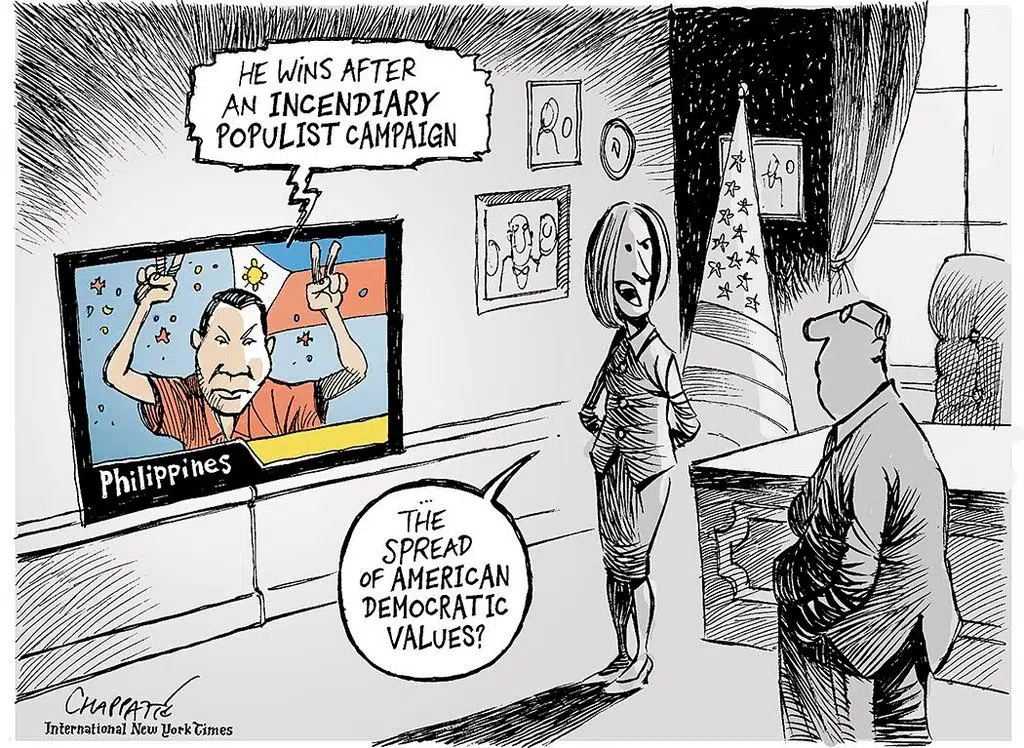 HE WINS AFTER
AN INCENDIARY
POPULIST CAMPAIGN
Philippines
...THE
SPREAD
OF AMERICAN
DEMOCRATIC
VALUES?
CHAPPATTE
International New York Times